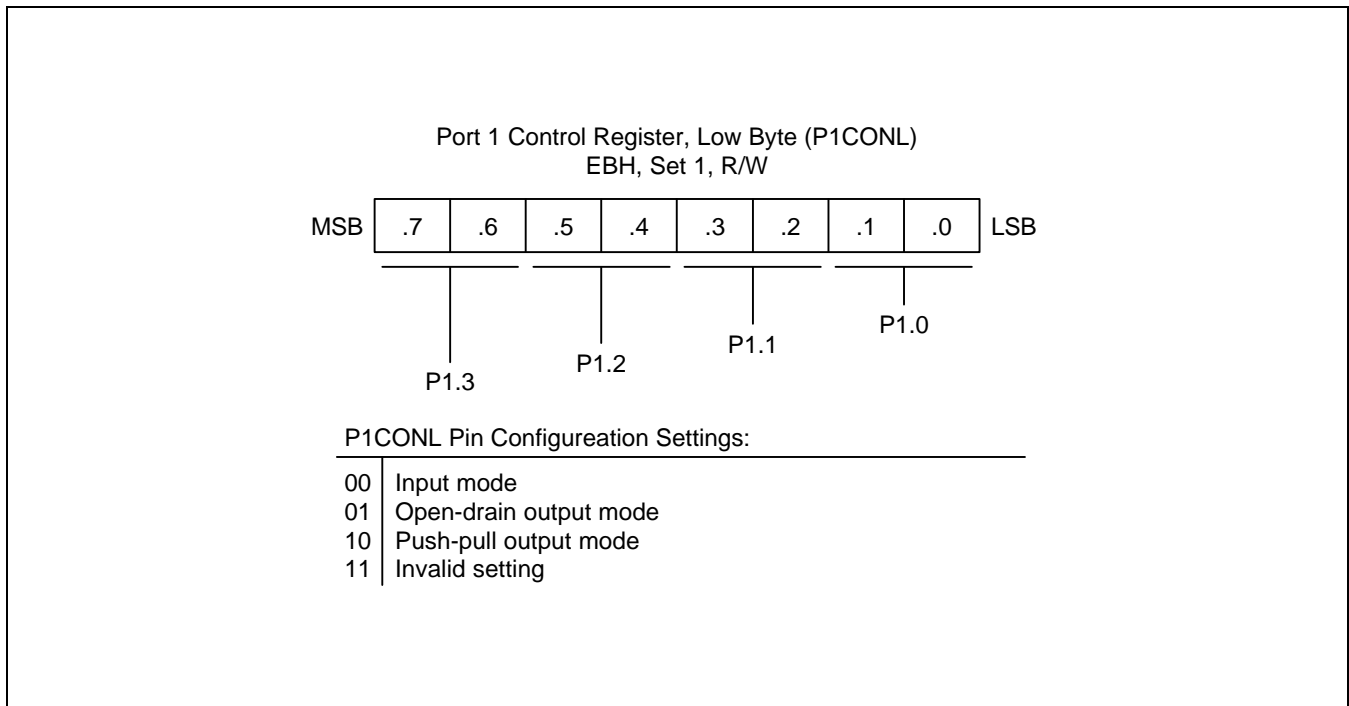 Port 1 Control Register, Low Byte (P1CONL)
EBH, Set 1, R/W
MSB .7 .6 .5 .4 .3 .2 .1 .0 LSB
P1.0
P1.1
P1.2
P1.3
P1CONL Pin Configureation Settings:
00 Input mode
01 Open-drain output mode
10 Push-pull output mode
11 Invalid setting